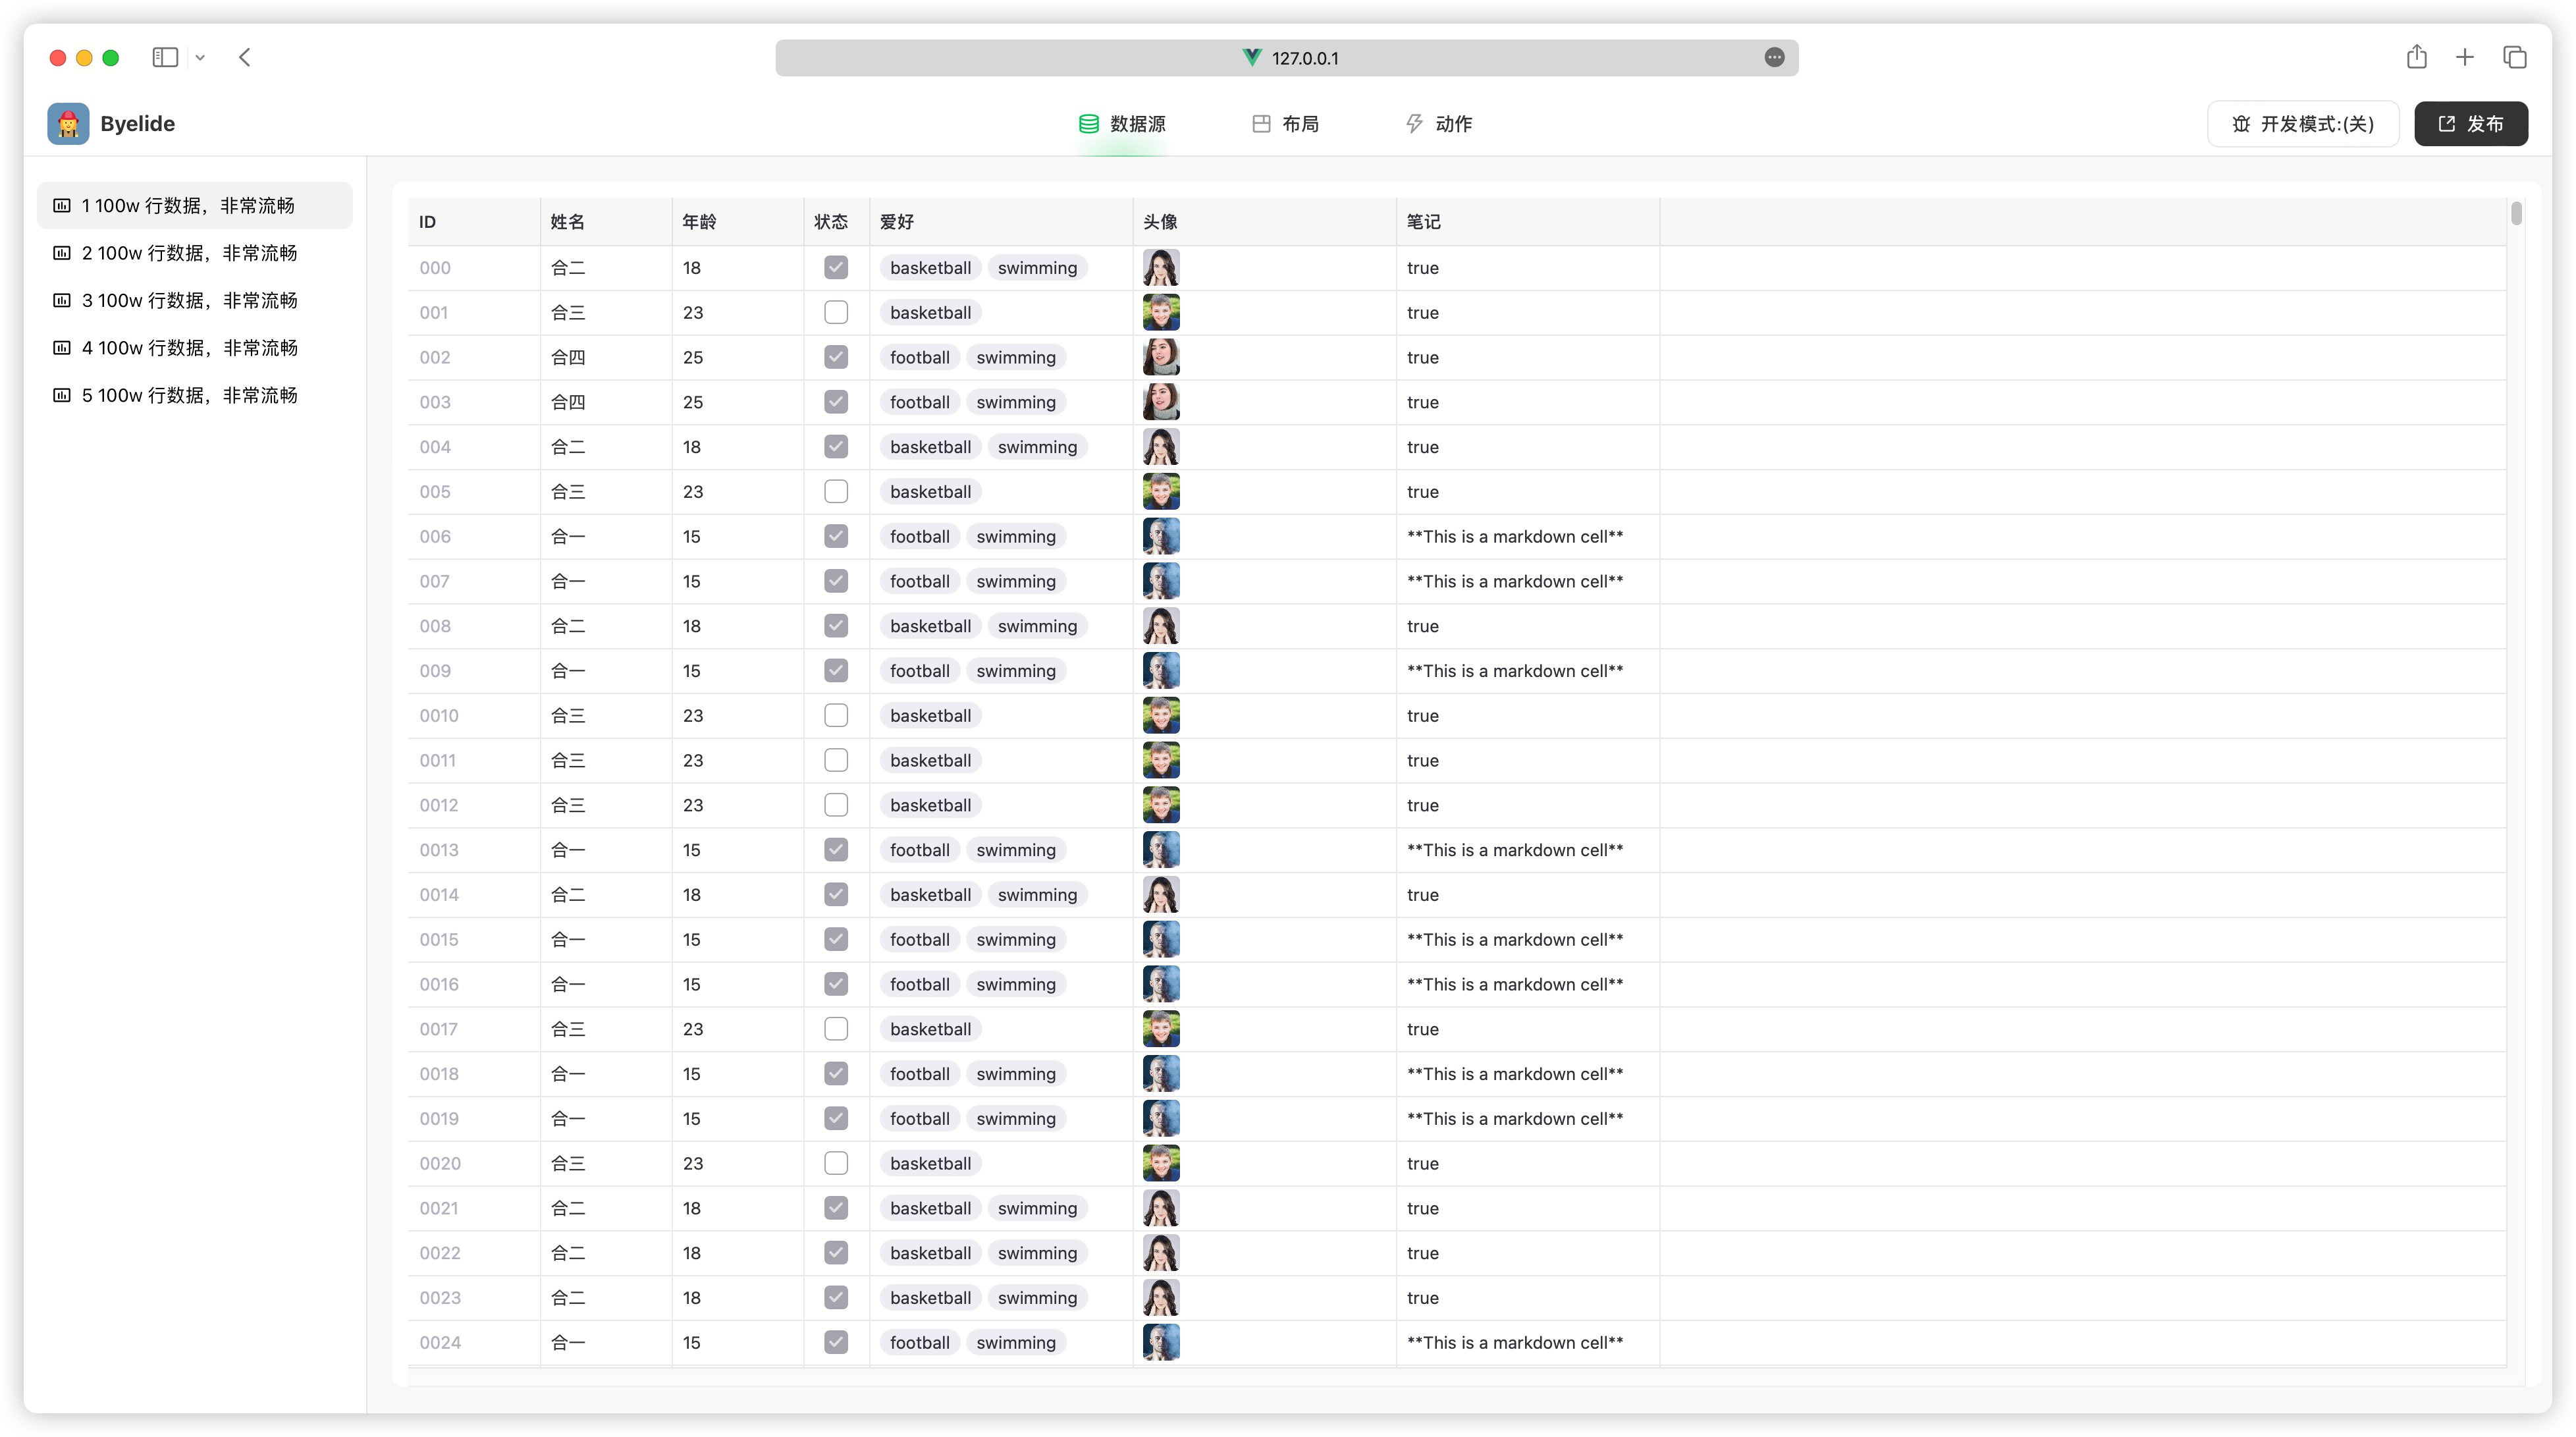 127.0.0.1
Byelide 数据源 布局 动作 开发模式:(关) 发布
1 100w 行数据，非常流畅
2 100w 行数据，非常流畅
3 100w 行数据，非常流畅
4 100w 行数据，非常流畅
5 100w 行数据，非常流畅
ID 姓名 年龄 状态 爱好 头像 笔记
000 合二 18 basketball swimming true
001 合三 23 basketball true
002 合四 25 football swimming true
003 合四 25 football swimming true
004 合二 18 basketball swimming true
005 合三 23 basketball true
006 合一 15 football swimming **This is a markdown cell**
007 合一 15 football swimming **This is a markdown cell**
008 合二 18 basketball swimming true
009 合一 15 football swimming **This is a markdown cell**
0010 合三 23 basketball true
0011 合三 23 basketball true
0012 合三 23 basketball true
0013 合一 15 football swimming **This is a markdown cell**
0014 合二 18 basketball swimming true
0015 合一 15 football swimming **This is a markdown cell**
0016 合一 15 football swimming **This is a markdown cell**
0017 合三 23 basketball true
0018 合一 15 football swimming **This is a markdown cell**
0019 合一 15 football swimming **This is a markdown cell**
0020 合三 23 basketball true
0021 合二 18 basketball swimming true
0022 合二 18 basketball swimming true
0023 合二 18 basketball swimming true
0024 合一 15 football swimming **This is a markdown cell**